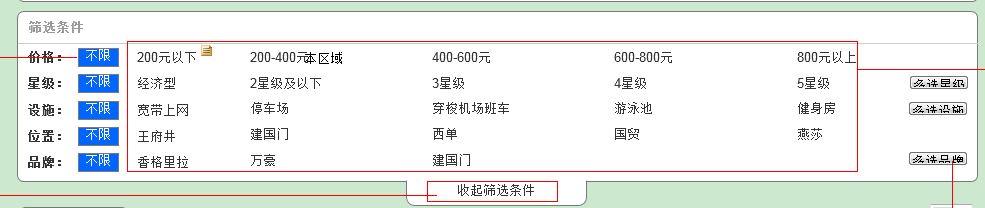 筛选条件
价格： 不限 200元以下 200-400元本区域 400-600元 600-800元 800元以上
星级： 不限 经济型 2星级及以下 3星级 4星级 5星级 多选星级
设施： 不限 宽带上网 停车场 穿梭机场班车 游泳池 健身房 多选设施
位置： 不限 王府井 建国门 西单 国贸 燕莎
品牌： 不限 香格里拉 万豪 建国门 多选品牌
收起筛选条件